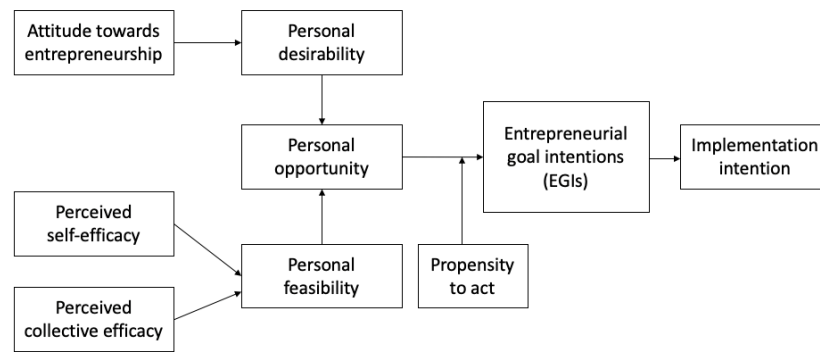 Attitude towards
entrepreneurship
Personal
desirability
Personal
opportunity
Entrepreneurial
goal intentions
(EGIs)
Implementation
intention
Perceived
self-efficacy
Personal
feasibility
Propensity
to act
Perceived
collective efficacy